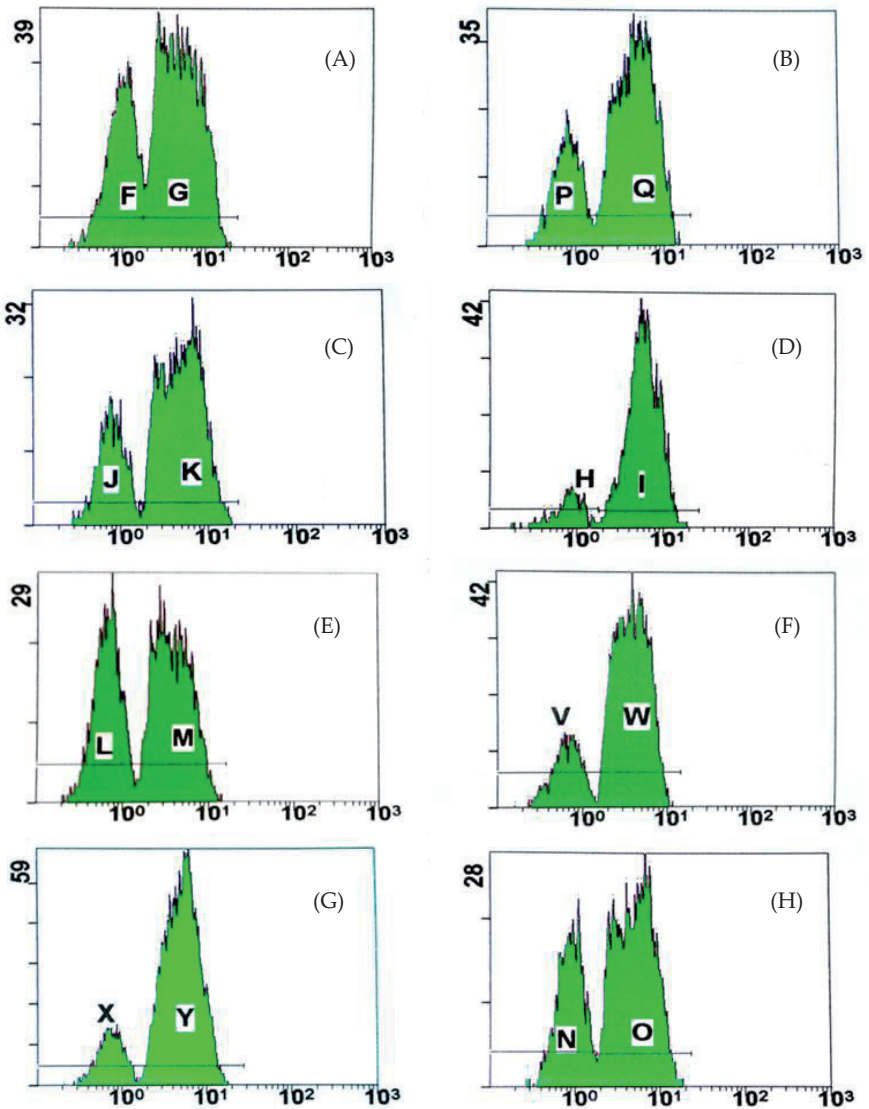 39
(A)
F G
10⁰ 10¹ 10² 10³
35
(B)
P Q
10⁰ 10¹ 10² 10³
32
(C)
J K
10⁰ 10¹ 10² 10³
42
(D)
H I
10⁰ 10¹ 10² 10³
29
(E)
L M
10⁰ 10¹ 10² 10³
42
(F)
V W
10⁰ 10¹ 10² 10³
59
(G)
X Y
10⁰ 10¹ 10² 10³
28
(H)
N O
10⁰ 10¹ 10² 10³